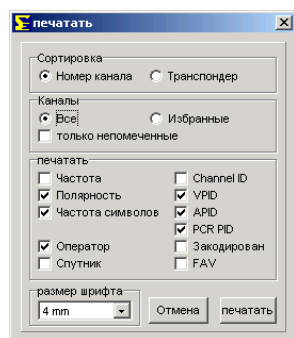 печатать
Сортировка
Номер канала Транспондер
Каналы
Все Избранные
только непомеченные
печатать
Частота Channel ID
Полярность VPID
Частота символов APID
PCR PID
Оператор Закодирован
Спутник FAV
размер шрифта
4 mm Отмена печатать